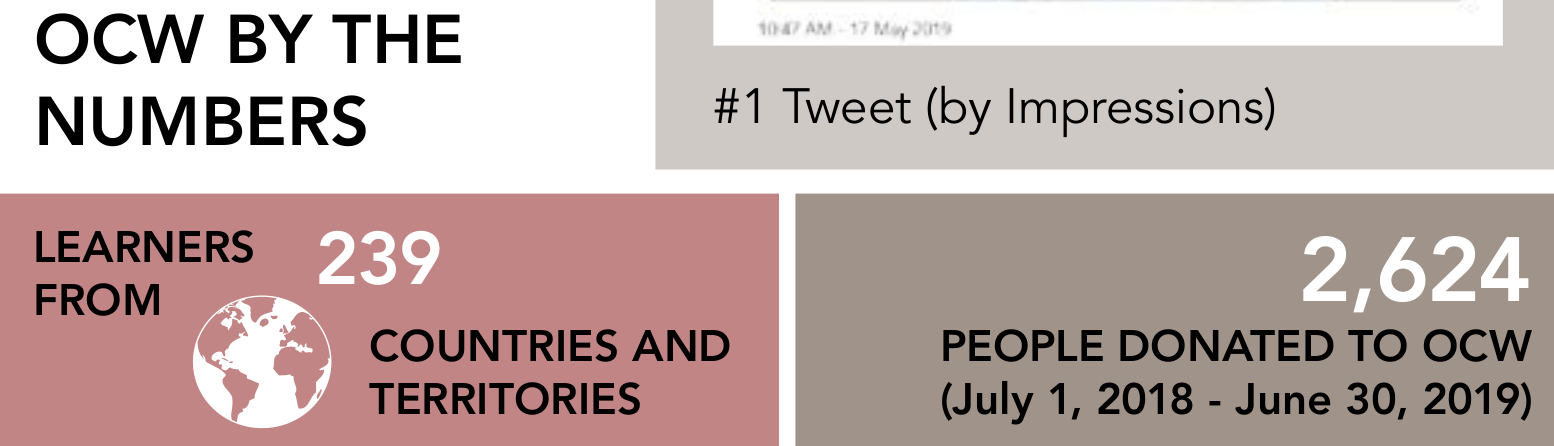 OCW BY THE
NUMBERS
10:47 AM - 17 May 2019
#1 Tweet (by Impressions)
LEARNERS
FROM
239
COUNTRIES AND
TERRITORIES
2,624
PEOPLE DONATED TO OCW
(July 1, 2018 - June 30, 2019)